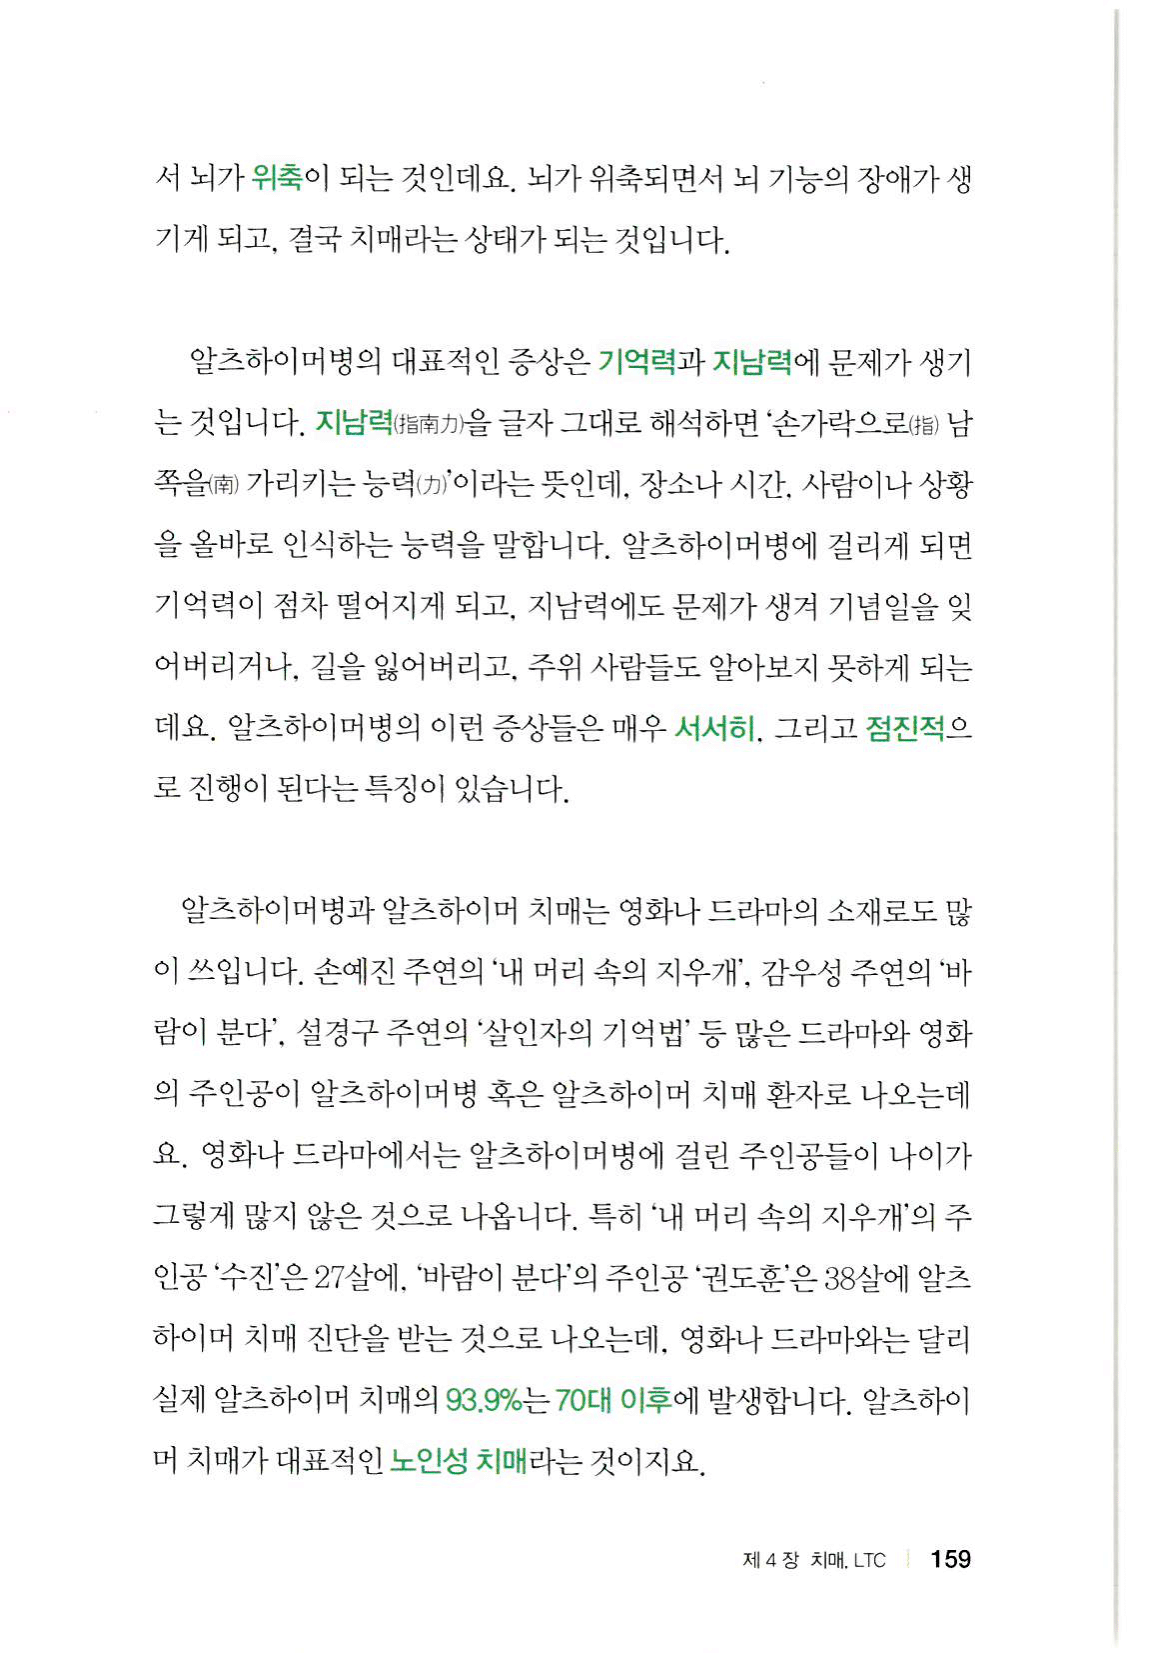 서 뇌가 위축이 되는 것인데요. 뇌가 위축되면서 뇌 기능의 장애가 생
기게 되고, 결국 치매라는 상태가 되는 것입니다.
알츠하이머병의 대표적인 증상은 기억력과 지남력에 문제가 생기
는 것입니다. 지남력(指南力)을 글자 그대로 해석하면 ‘손가락으로(指) 남
쪽을(南) 가리키는 능력(力)’이라는 뜻인데, 장소나 시간, 사람이나 상황
을 올바로 인식하는 능력을 말합니다. 알츠하이머병에 걸리게 되면
기억력이 점차 떨어지게 되고, 지남력에도 문제가 생겨 기념일을 잊
어버리거나, 길을 잃어버리고, 주위 사람들도 알아보지 못하게 되는
데요. 알츠하이머병의 이런 증상들은 매우 서서히, 그리고 점진적으
로 진행이 된다는 특징이 있습니다.
알츠하이머병과 알츠하이머 치매는 영화나 드라마의 소재로도 많
이 쓰입니다. 손예진 주연의 ‘내 머리 속의 지우개’, 감우성 주연의 ‘바
람이 분다’, 설경구 주연의 ‘살인자의 기억법’ 등 많은 드라마와 영화
의 주인공이 알츠하이머병 혹은 알츠하이머 치매 환자로 나오는데
요. 영화나 드라마에서는 알츠하이머병에 걸린 주인공들이 나이가
그렇게 많지 않은 것으로 나옵니다. 특히 ‘내 머리 속의 지우개’의 주
인공 ‘수진’은 27살에, ‘바람이 분다’의 주인공 ‘권도훈’은 38살에 알츠
하이머 치매 진단을 받는 것으로 나오는데, 영화나 드라마와는 달리
실제 알츠하이머 치매의 93.9%는 70대 이후에 발생합니다. 알츠하이
머 치매가 대표적인 노인성 치매라는 것이지요.
제 4 장 치매, LTC | 159